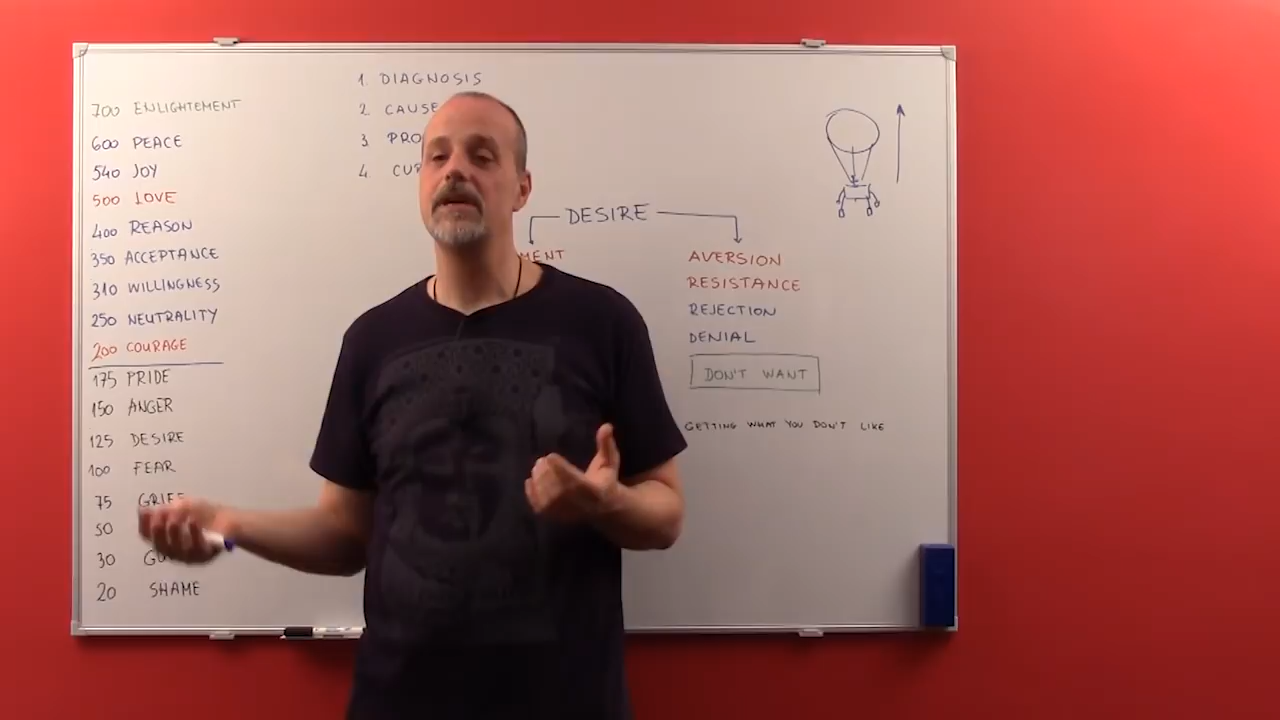 700 ENLIGHTEMENT
600 PEACE
540 JOY
500 LOVE
400 REASON
350 ACCEPTANCE
310 WILLINGNESS
250 NEUTRALITY
200 COURAGE
175 PRIDE
150 ANGER
125 DESIRE
100 FEAR
75 GRIEF
50
30
20 SHAME
1. DIAGNOSIS
2. CAUSE
3.
4.
DESIRE
AVERSION
RESISTANCE
REJECTION
DENIAL
DON'T WANT
GETTING WHAT YOU DON'T LIKE